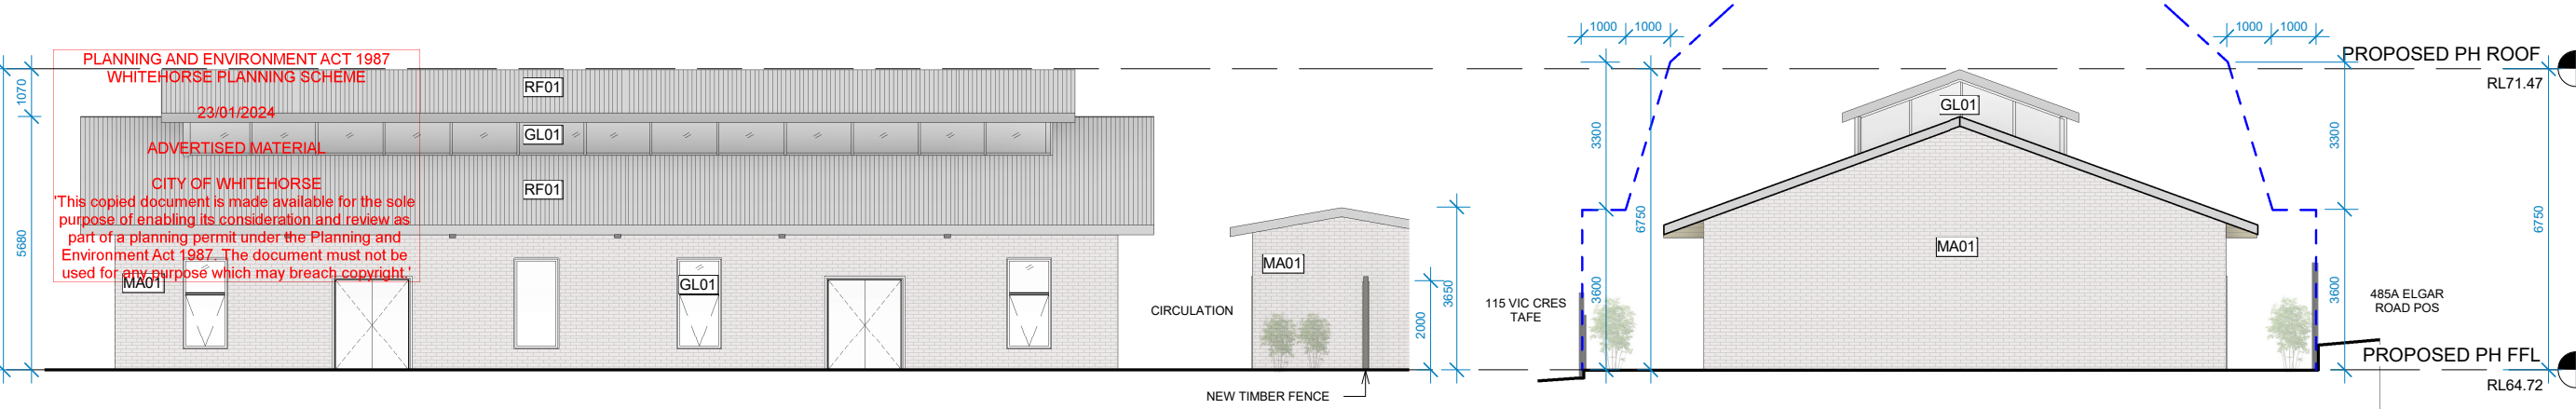 PLANNING AND ENVIRONMENT ACT 1987
WHITEHORSE PLANNING SCHEME
23/01/2024
ADVERTISED MATERIAL
CITY OF WHITEHORSE
'This copied document is made available for the sole
purpose of enabling its consideration and review as
part of a planning permit under the Planning and
Environment Act 1987. The document must not be
used for any purpose which may breach copyright.'
1070
5680
RF01
GL01
RF01
MA01
GL01
CIRCULATION
MA01
NEW TIMBER FENCE
2000
3650
115 VIC CRES
TAFE
1000
1000
3300
6750
3600
GL01
MA01
1000
1000
3300
3600
485A ELGAR
ROAD POS
PROPOSED PH ROOF
RL71.47
6750
PROPOSED PH FFL
RL64.72